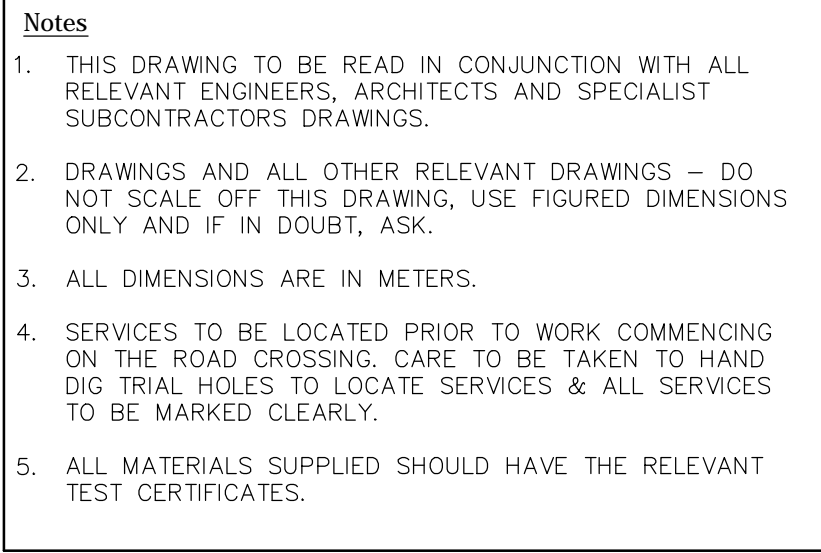 Notes
1. THIS DRAWING TO BE READ IN CONJUNCTION WITH ALL
RELEVANT ENGINEERS, ARCHITECTS AND SPECIALIST
SUBCONTRACTORS DRAWINGS.
2. DRAWINGS AND ALL OTHER RELEVANT DRAWINGS – DO
NOT SCALE OFF THIS DRAWING, USE FIGURED DIMENSIONS
ONLY AND IF IN DOUBT, ASK.
3. ALL DIMENSIONS ARE IN METERS.
4. SERVICES TO BE LOCATED PRIOR TO WORK COMMENCING
ON THE ROAD CROSSING. CARE TO BE TAKEN TO HAND
DIG TRIAL HOLES TO LOCATE SERVICES & ALL SERVICES
TO BE MARKED CLEARLY.
5. ALL MATERIALS SUPPLIED SHOULD HAVE THE RELEVANT
TEST CERTIFICATES.